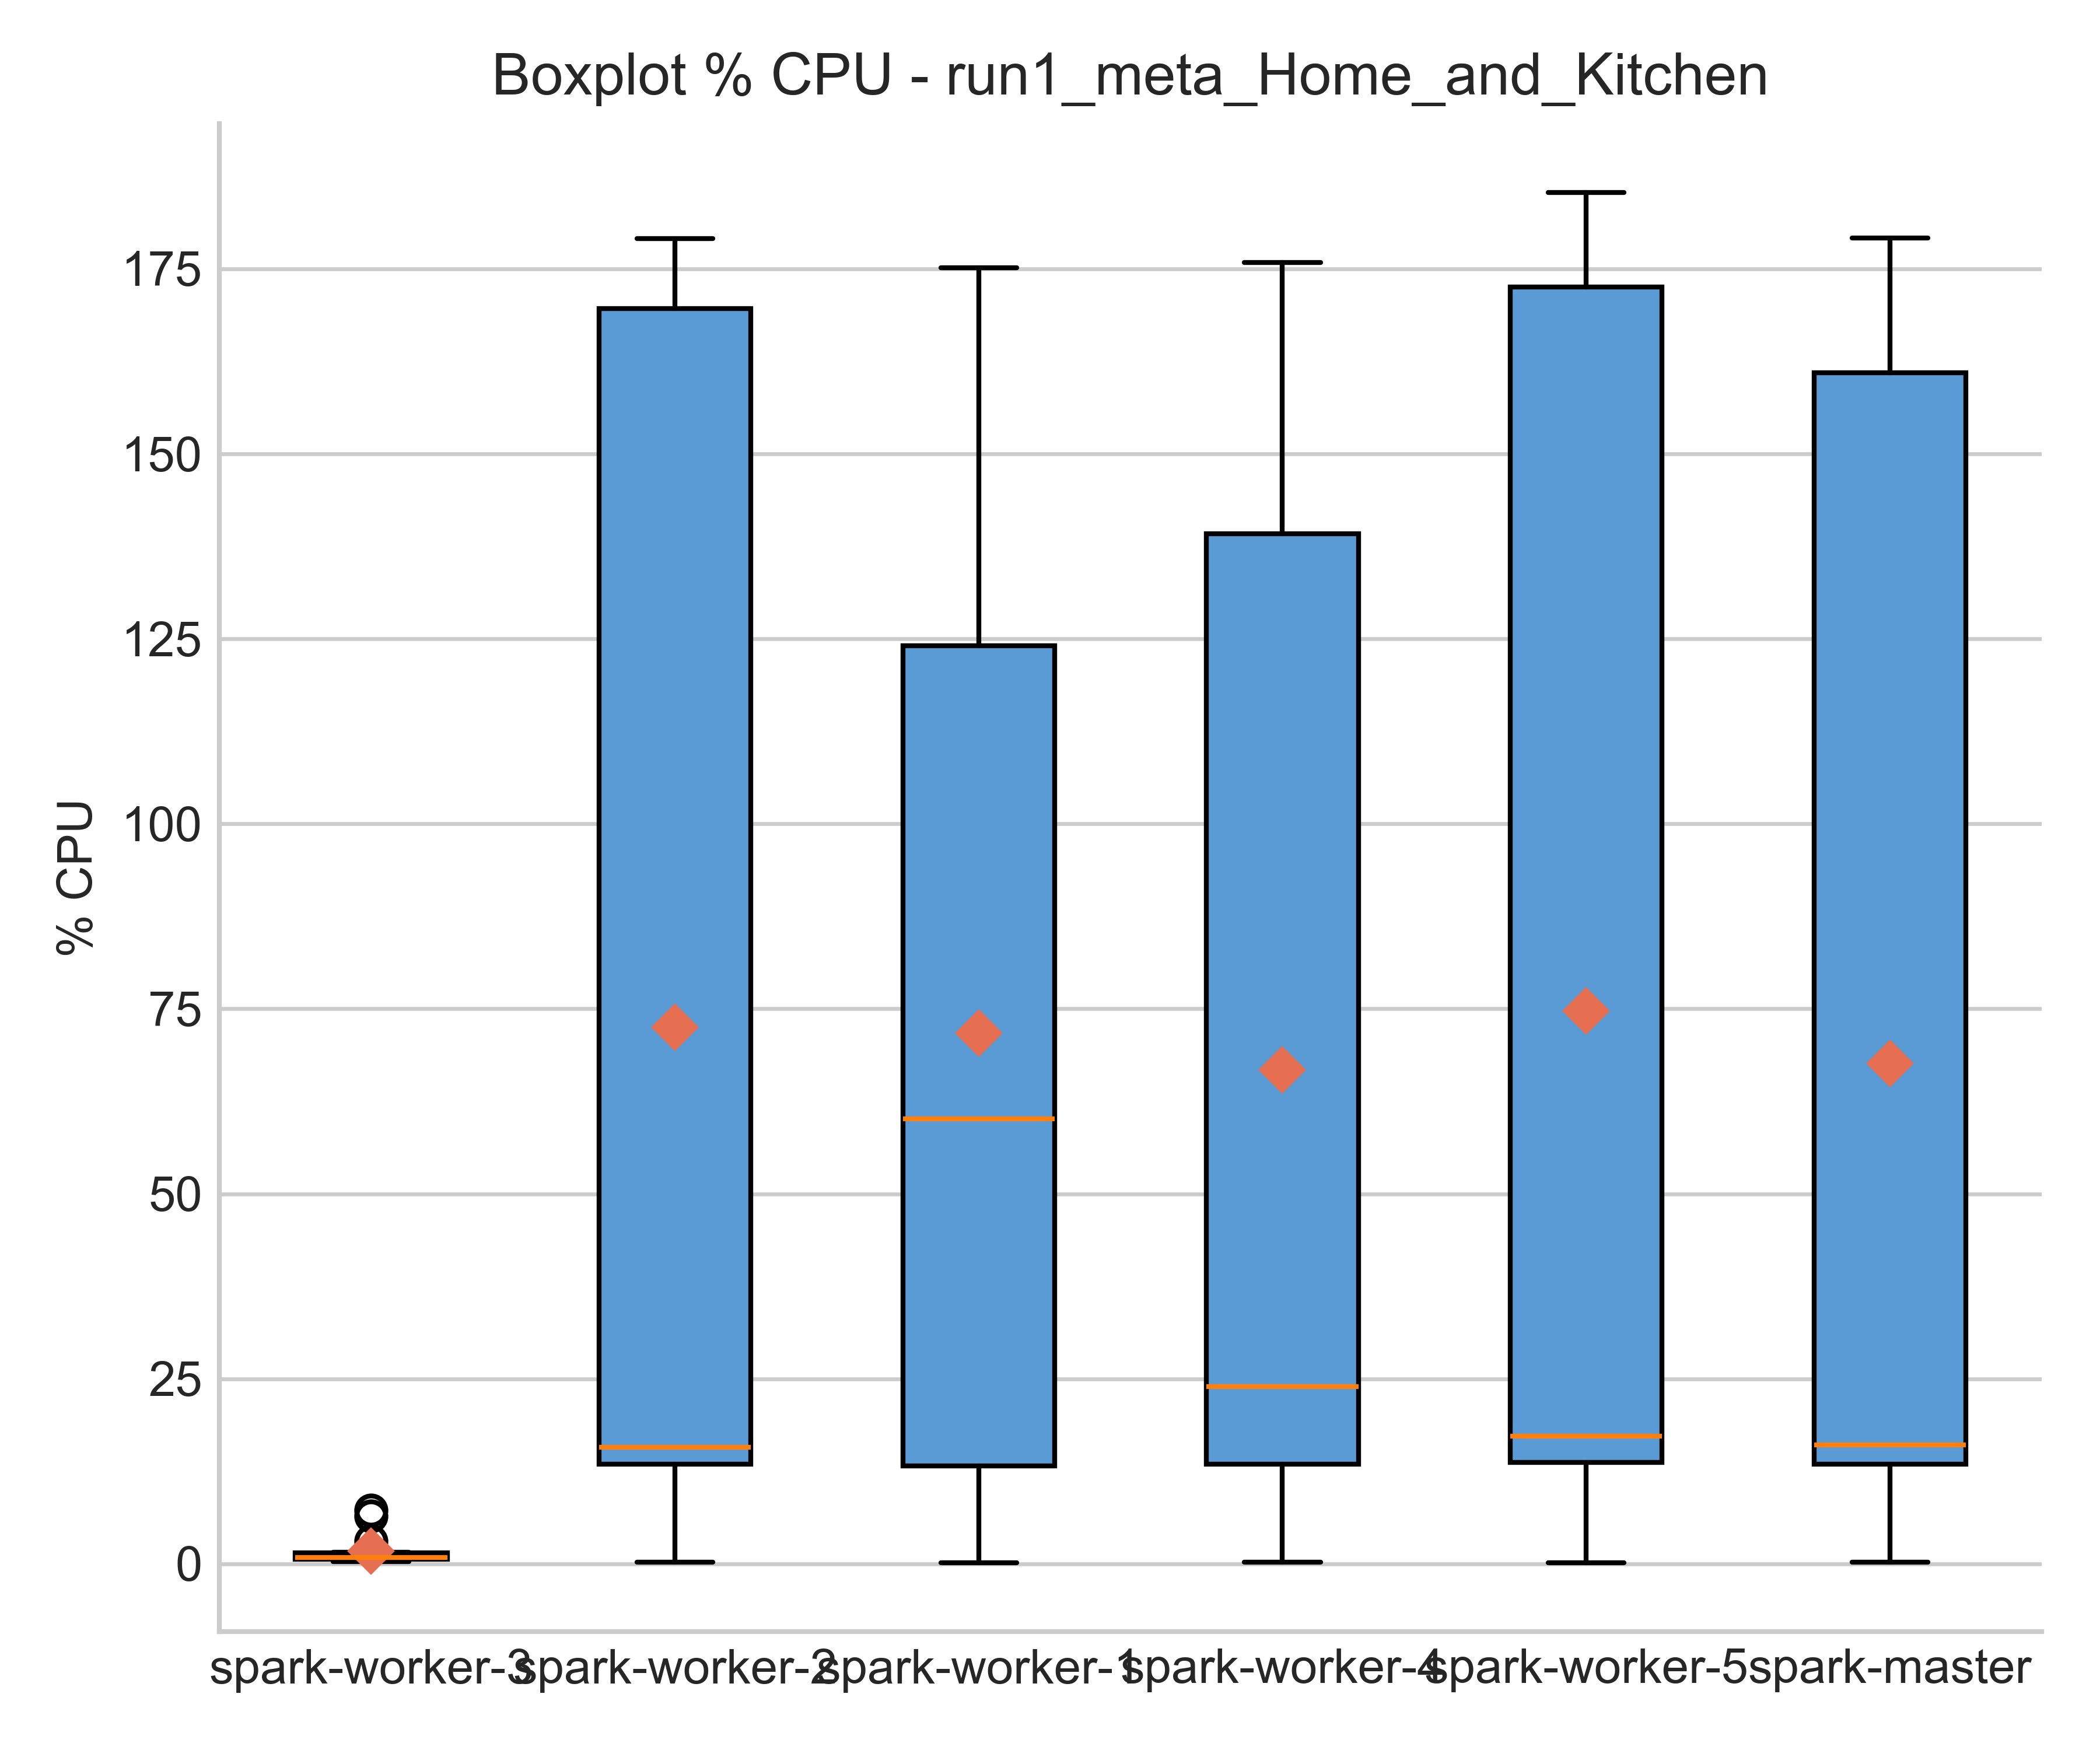 Boxplot % CPU - run1_meta_Home_and_Kitchen
% CPU
175
150
125
100
75
50
25
0
spark-worker-3
spark-worker-2
spark-worker-1
spark-worker-4
spark-worker-5
spark-master